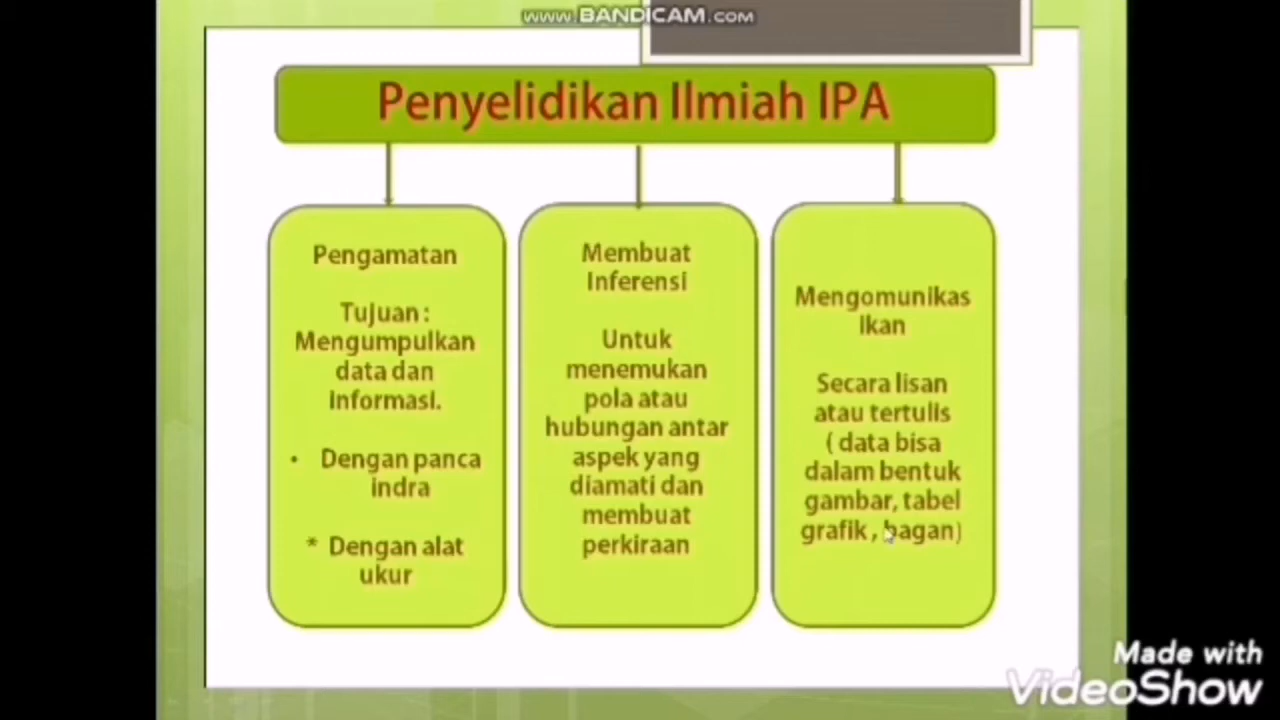 www.BANDICAM.com
Penyelidikan Ilmiah IPA
Pengamatan
Tujuan :
Mengumpulkan
data dan
informasi.
• Dengan panca
indra
* Dengan alat
ukur
Membuat
Inferensi
Untuk
menemukan
pola atau
hubungan antar
aspek yang
diamati dan
membuat
perkiraan
Mengomunikas
ikan
Secara lisan
atau tertulis
( data bisa
dalam bentuk
gambar, tabel
grafik , bagan)
Made with
VideoShow